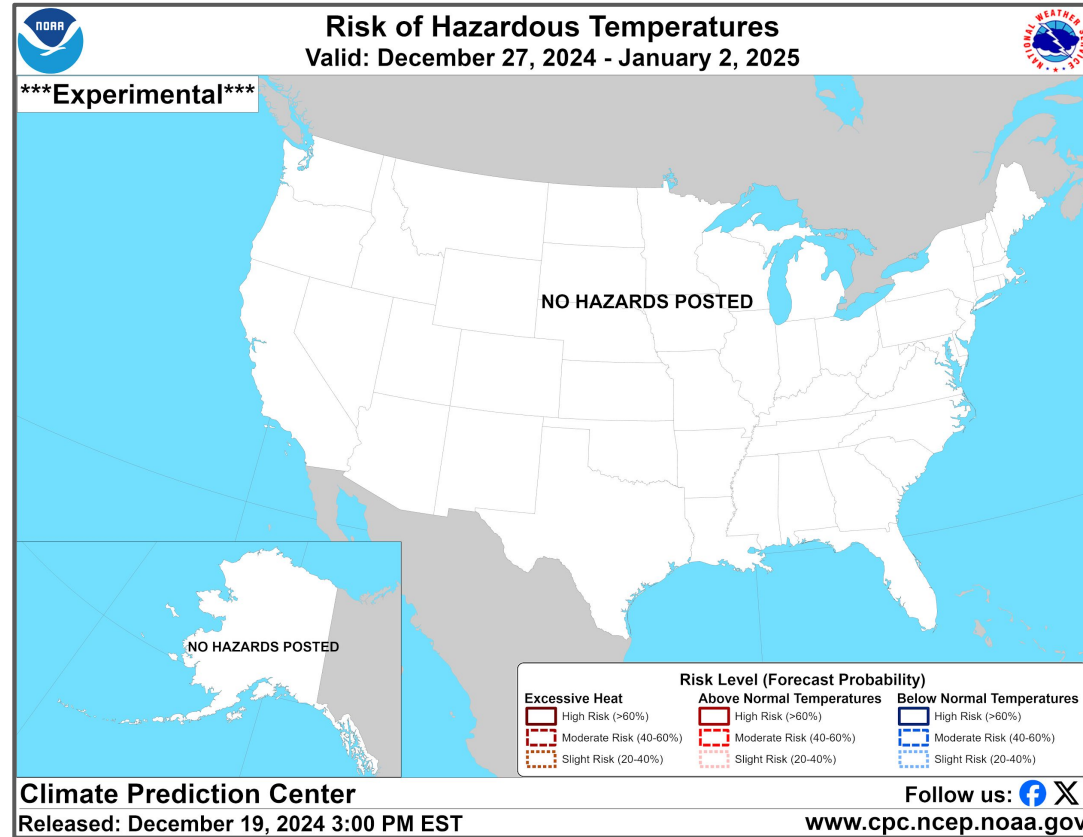 NOAA
Risk of Hazardous Temperatures
Valid: December 27, 2024 - January 2, 2025
NATIONAL WEATHER SERVICE
***Experimental***
NO HAZARDS POSTED
NO HAZARDS POSTED
Risk Level (Forecast Probability)
Excessive Heat
High Risk (>60%)
Moderate Risk (40-60%)
Slight Risk (20-40%)
Above Normal Temperatures
High Risk (>60%)
Moderate Risk (40-60%)
Slight Risk (20-40%)
Below Normal Temperatures
High Risk (>60%)
Moderate Risk (40-60%)
Slight Risk (20-40%)
Climate Prediction Center
Follow us:
Released: December 19, 2024 3:00 PM EST
www.cpc.ncep.noaa.gov